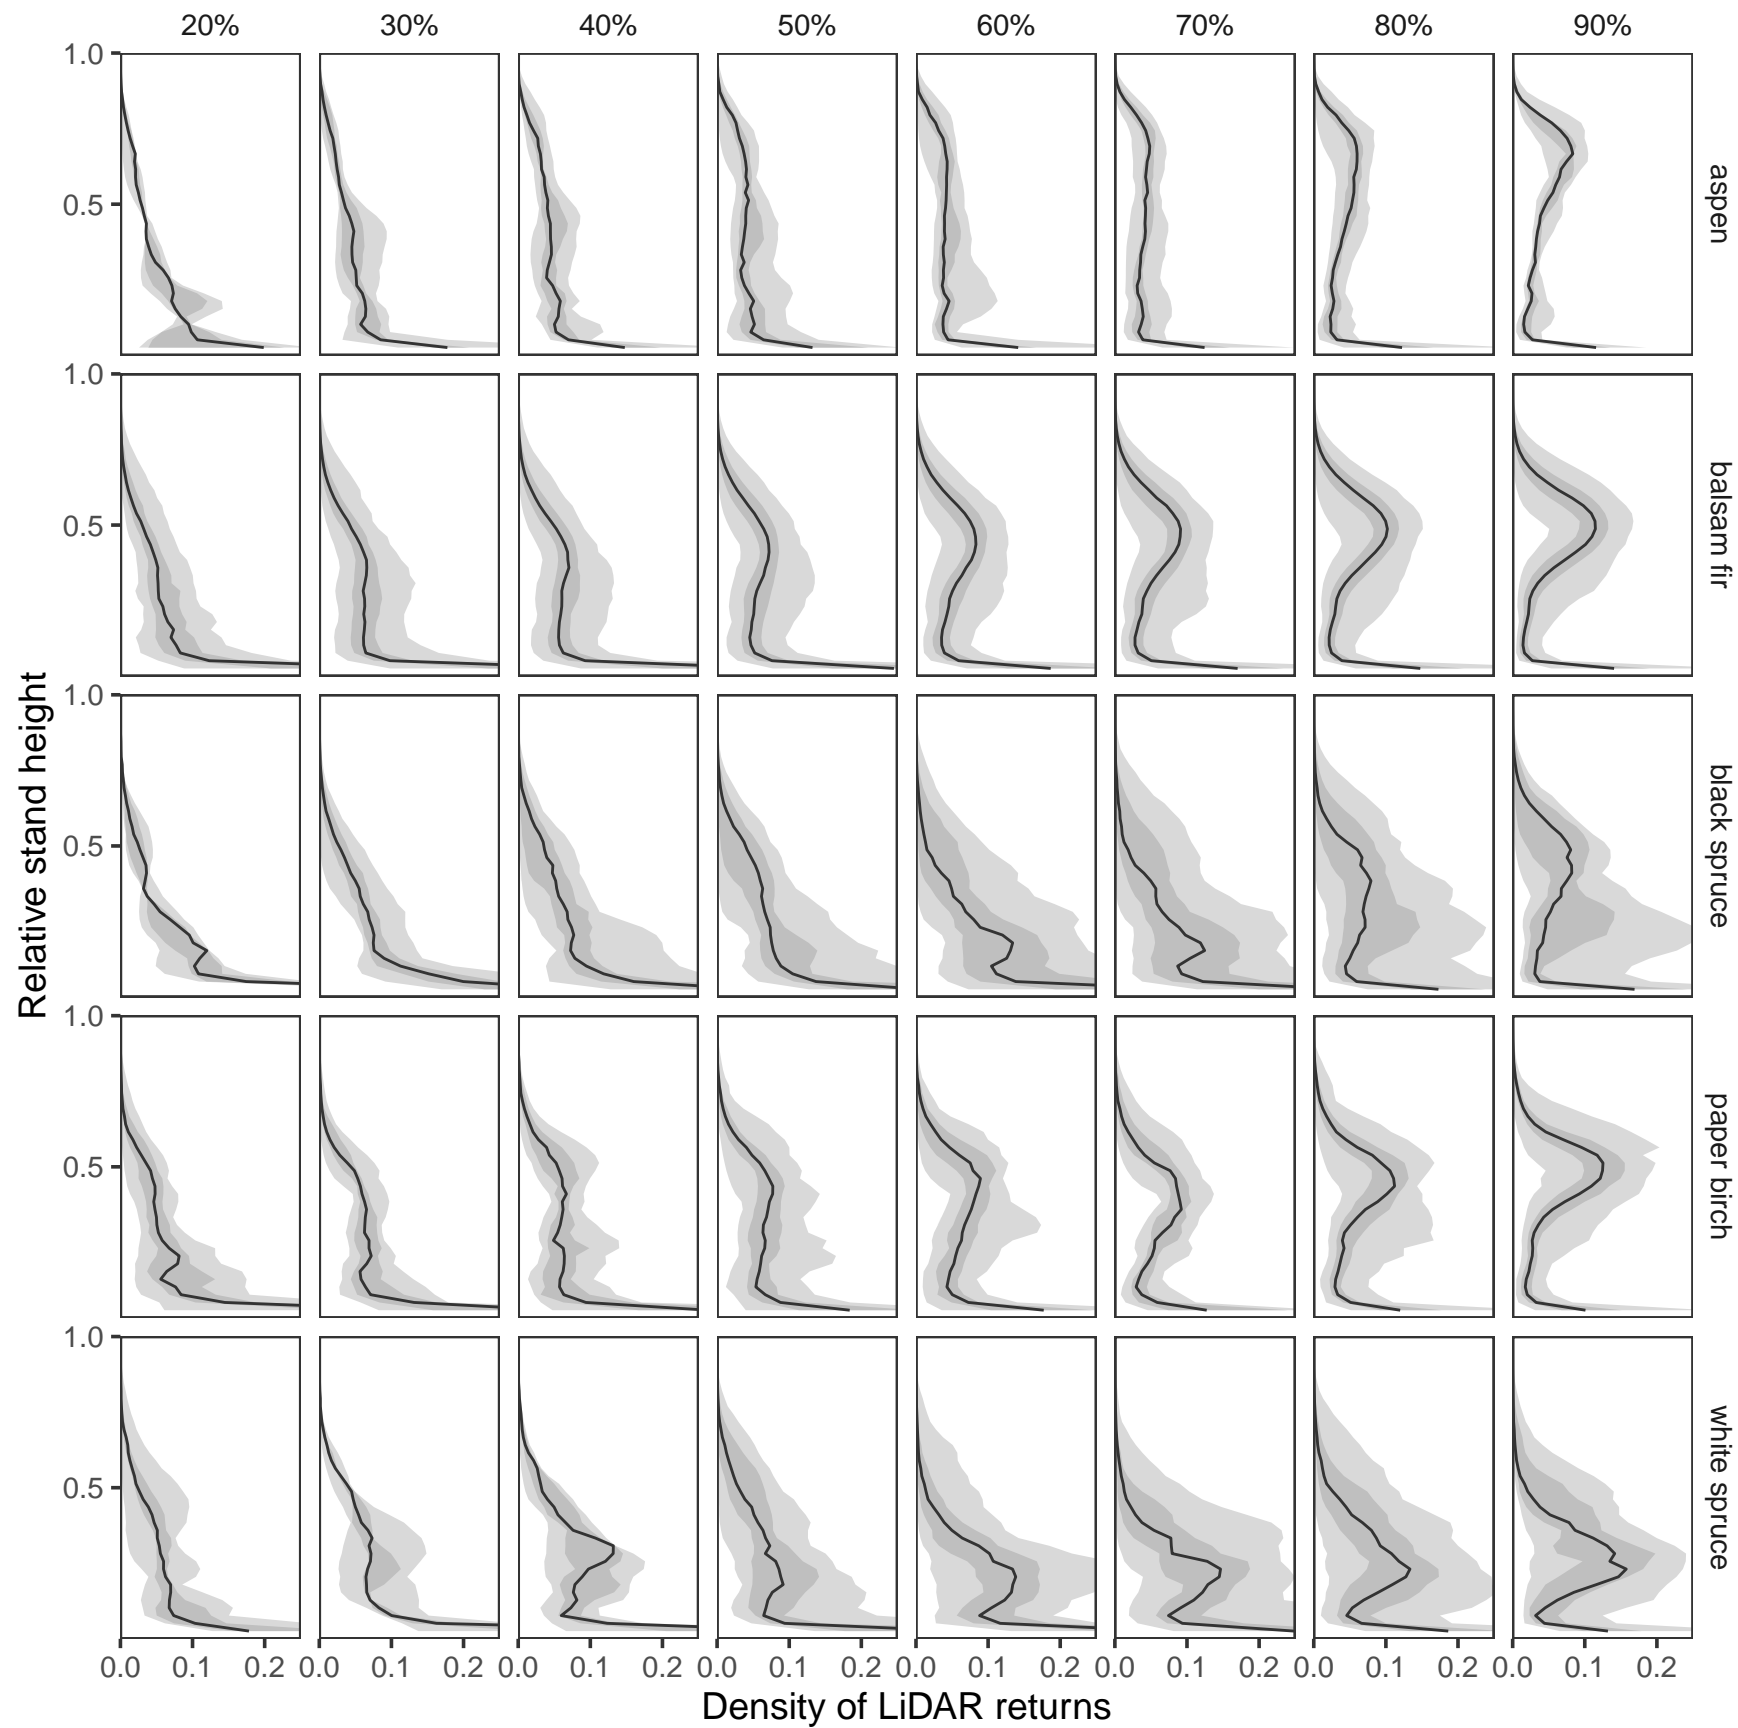 20% 30% 40% 50% 60% 70% 80% 90%
1.0
0.5
aspen
1.0
0.5
balsam fir
1.0
0.5
black spruce
Relative stand height
1.0
0.5
paper birch
1.0
0.5
white spruce
0.0 0.1 0.2 0.0 0.1 0.2 0.0 0.1 0.2 0.0 0.1 0.2 0.0 0.1 0.2 0.0 0.1 0.2 0.0 0.1 0.2 0.0 0.1 0.2
Density of LiDAR returns